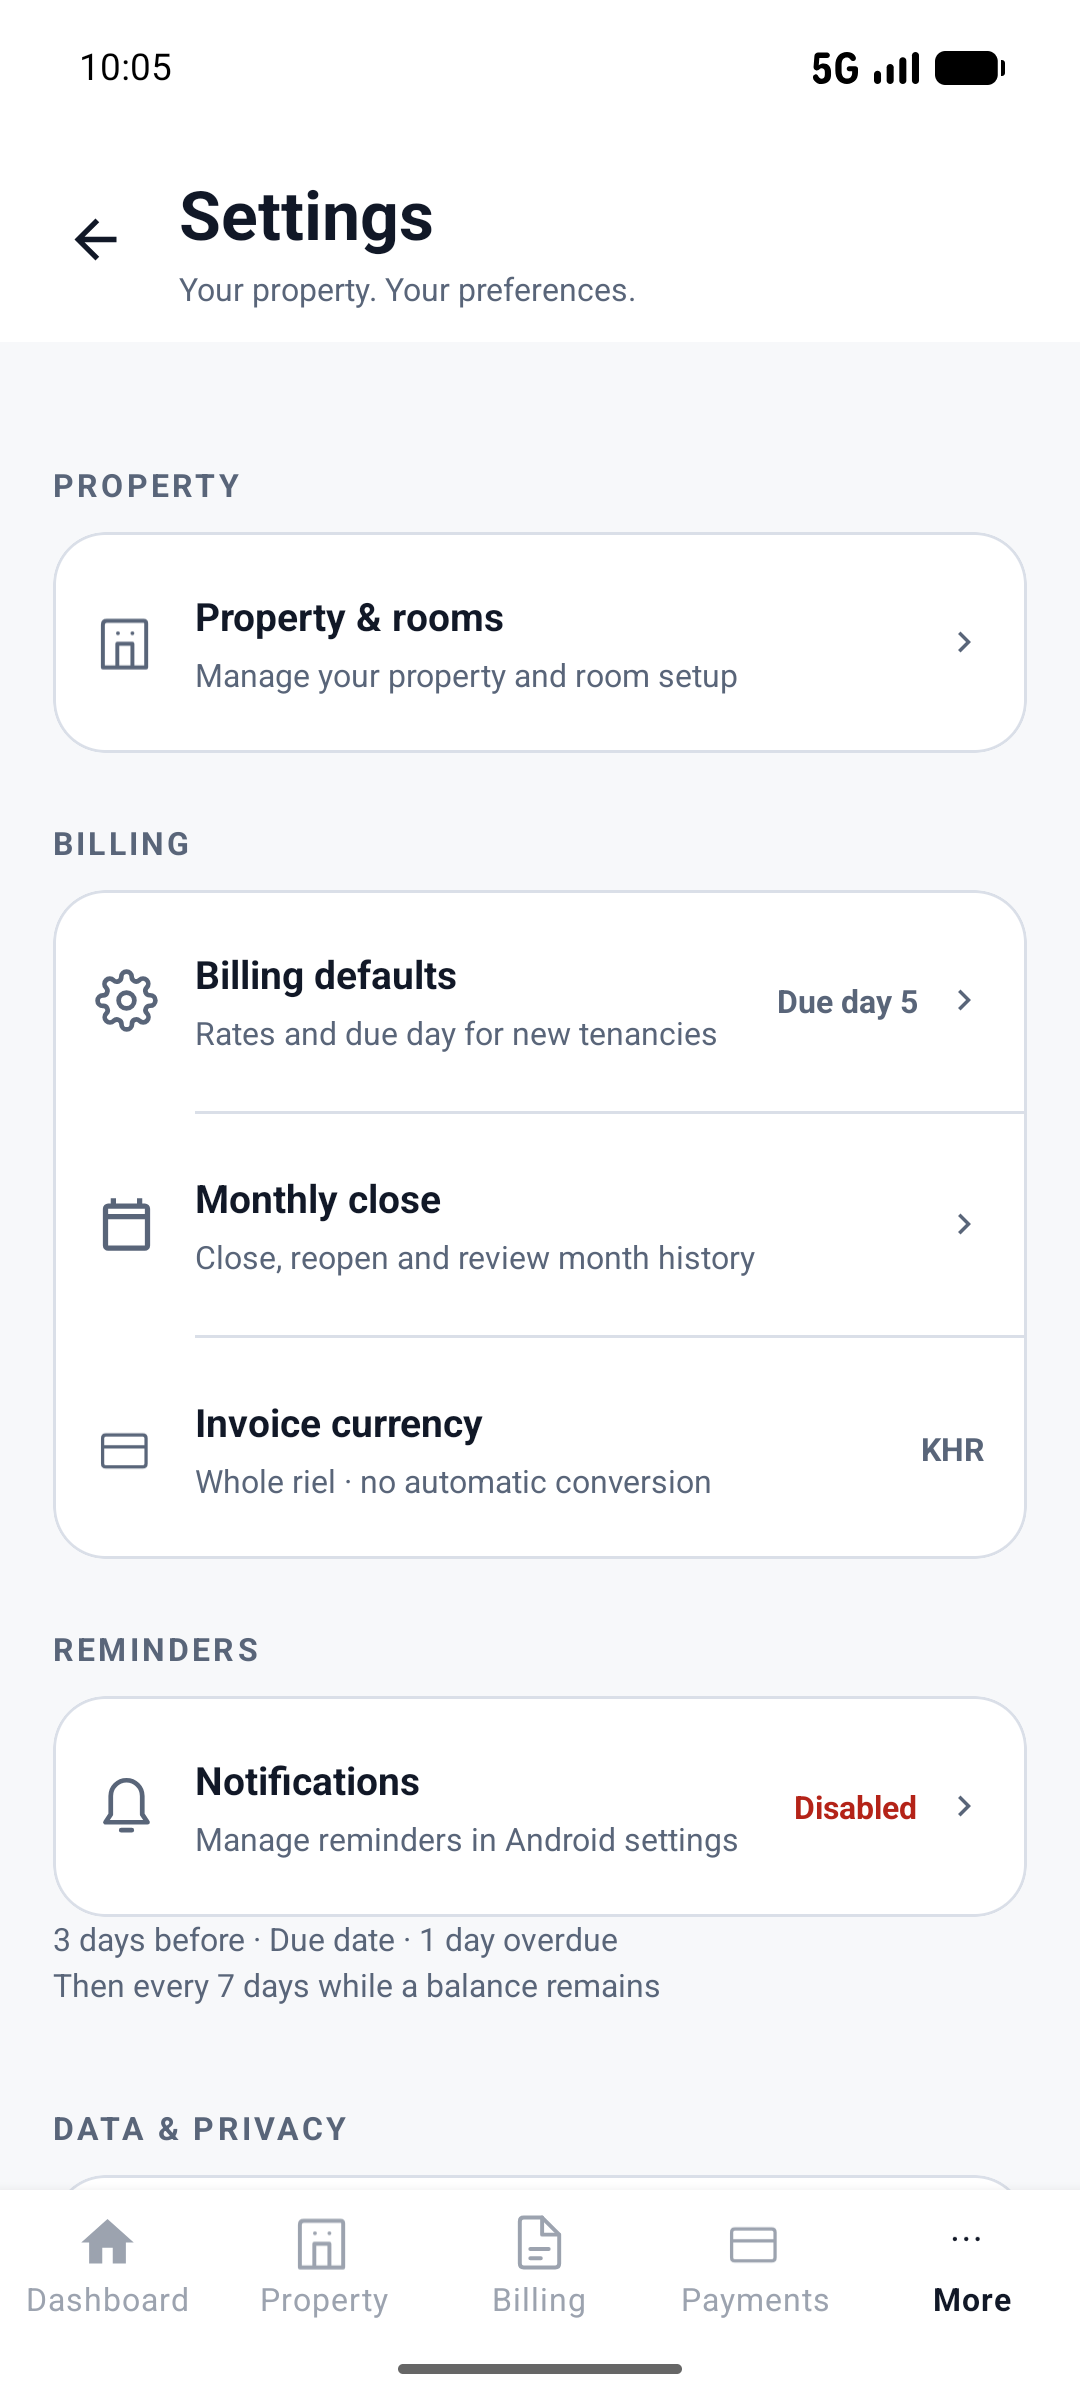 10:05
5G
Settings
Your property. Your preferences.
PROPERTY
Property & rooms
Manage your property and room setup
BILLING
Billing defaults
Rates and due day for new tenancies
Due day 5
Monthly close
Close, reopen and review month history
Invoice currency
Whole riel · no automatic conversion
KHR
REMINDERS
Notifications
Manage reminders in Android settings
Disabled
3 days before · Due date · 1 day overdue
Then every 7 days while a balance remains
DATA & PRIVACY
Dashboard
Property
Billing
Payments
More